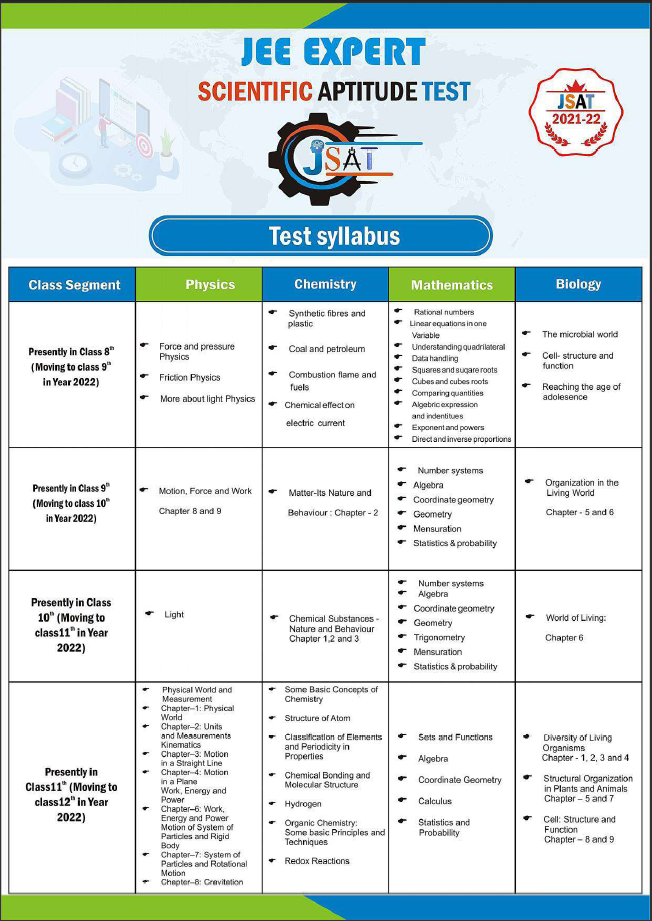 JEE EXPERT
SCIENTIFIC APTITUDE TEST
JSAT
JSAT
2021-22
Test syllabus
Class Segment
Physics
Chemistry
Mathematics
Biology
Presently in Class 8th
(Moving to class 9th
in Year 2022)
Force and pressure
Physics
Friction Physics
More about light Physics
Synthetic fibres and
plastic
Coal and petroleum
Combustion flame and
fuels
Chemical effect on
electric current
Rational numbers
Linear equations in one
Variable
Understanding quadrilateral
Data handling
Squares and suqare roots
Cubes and cubes roots
Comparing quantities
Algebric expression
and indentitues
Exponent and powers
Direct and inverse proportions
The microbial world
Cell- structure and
function
Reaching the age of
adolesence
Presently in Class 9th
(Moving to class 10th
in Year 2022)
Motion, Force and Work
Chapter 8 and 9
Matter-Its Nature and
Behaviour : Chapter - 2
Number systems
Algebra
Coordinate geometry
Geometry
Mensuration
Statistics & probability
Organization in the
Living World
Chapter - 5 and 6
Presently in Class
10th (Moving to
class11th in Year
2022)
Light
Chemical Substances -
Nature and Behaviour
Chapter 1,2 and 3
Number systems
Algebra
Coordinate geometry
Geometry
Trigonometry
Mensuration
Statistics & probability
World of Living:
Chapter 6
Presently in
Class11th (Moving to
class12th in Year
2022)
Physical World and
Measurement
Chapter–1: Physical
World
Chapter–2: Units
and Measurements
Kinematics
Chapter–3: Motion
in a Straight Line
Chapter–4: Motion
in a Plane
Work, Energy and
Power
Chapter–6: Work,
Energy and Power
Motion of System of
Particles and Rigid
Body
Chapter–7: System of
Particles and Rotational
Motion
Chapter–8: Gravitation
Some Basic Concepts of
Chemistry
Structure of Atom
Classification of Elements
and Periodicity in
Properties
Chemical Bonding and
Molecular Structure
Hydrogen
Organic Chemistry:
Some basic Principles and
Techniques
Redox Reactions
Sets and Functions
Algebra
Coordinate Geometry
Calculus
Statistics and
Probability
Diversity of Living
Organisms
Chapter - 1, 2, 3 and 4
Structural Organization
in Plants and Animals
Chapter – 5 and 7
Cell: Structure and
Function
Chapter – 8 and 9